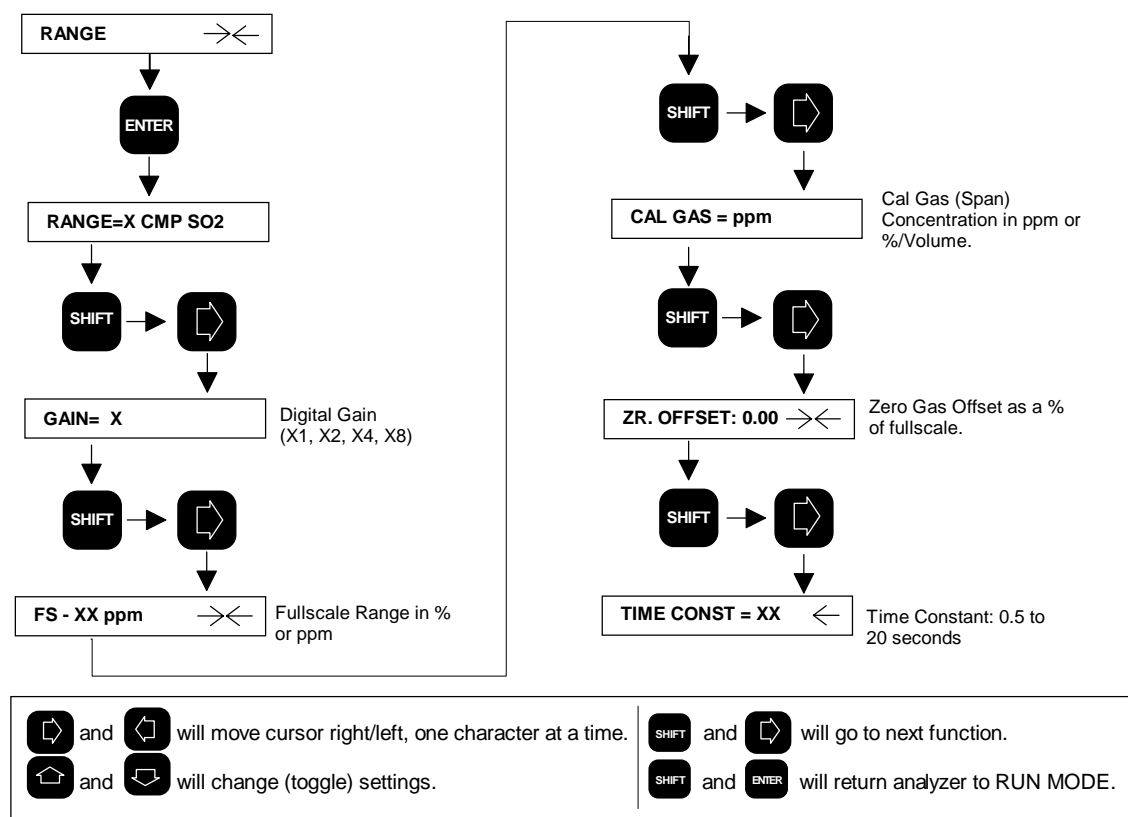 RANGE
ENTER
RANGE=X CMP SO2
SHIFT
GAIN= X
Digital Gain
(X1, X2, X4, X8)
SHIFT
FS - XX ppm
Fullscale Range in %
or ppm
SHIFT
CAL GAS = ppm
Cal Gas (Span)
Concentration in ppm or
%/Volume.
SHIFT
ZR. OFFSET: 0.00
Zero Gas Offset as a %
of fullscale.
SHIFT
TIME CONST = XX
Time Constant: 0.5 to
20 seconds
and will move cursor right/left, one character at a time.
and will change (toggle) settings.
SHIFT and will go to next function.
SHIFT and ENTER will return analyzer to RUN MODE.